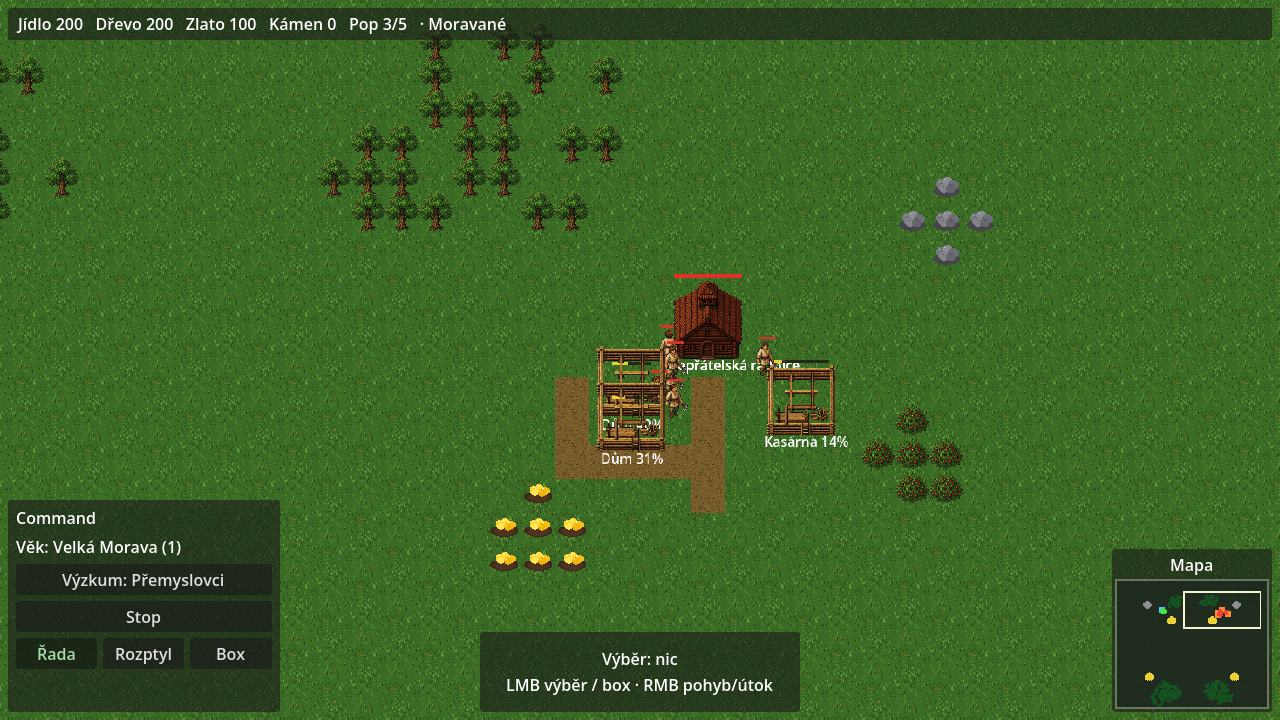 Jídlo 200 Dřevo 200 Zlato 100 Kámen 0 Pop 3/5 · Moravané
Kasárna 14%
Dům 31%
Command
Věk: Velká Morava (1)
Výzkum: Přemyslovci
Stop
Řada Rozptyl Box
Výběr: nic
LMB výběr / box · RMB pohyb/útok
Mapa